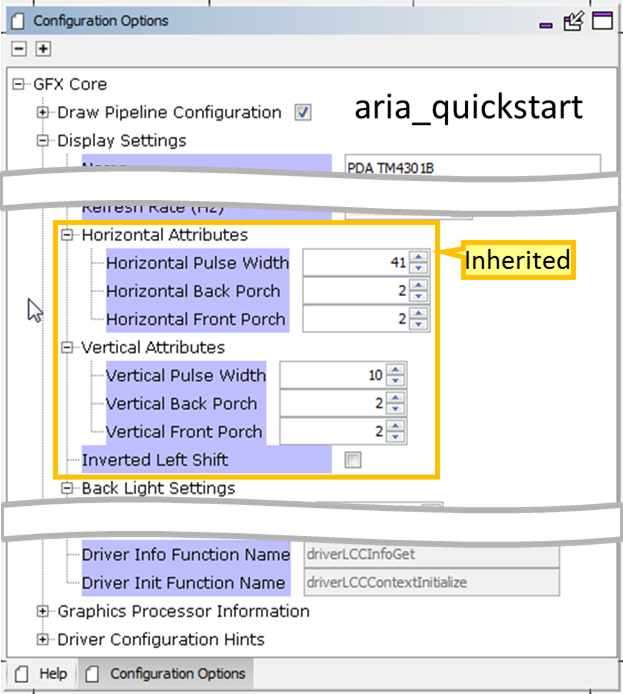 Configuration Options
GFX Core
Draw Pipeline Configuration
aria_quickstart
Display Settings
Name
PDA TM4301B
Refresh Rate (Hz)
Horizontal Attributes
Horizontal Pulse Width 41
Inherited
Horizontal Back Porch 2
Horizontal Front Porch 2
Vertical Attributes
Vertical Pulse Width 10
Vertical Back Porch 2
Vertical Front Porch 2
Inverted Left Shift
Back Light Settings
Driver Info Function Name driverLCCInfoGet
Driver Init Function Name driverLCCContextInitialize
Graphics Processor Information
Driver Configuration Hints
Help Configuration Options